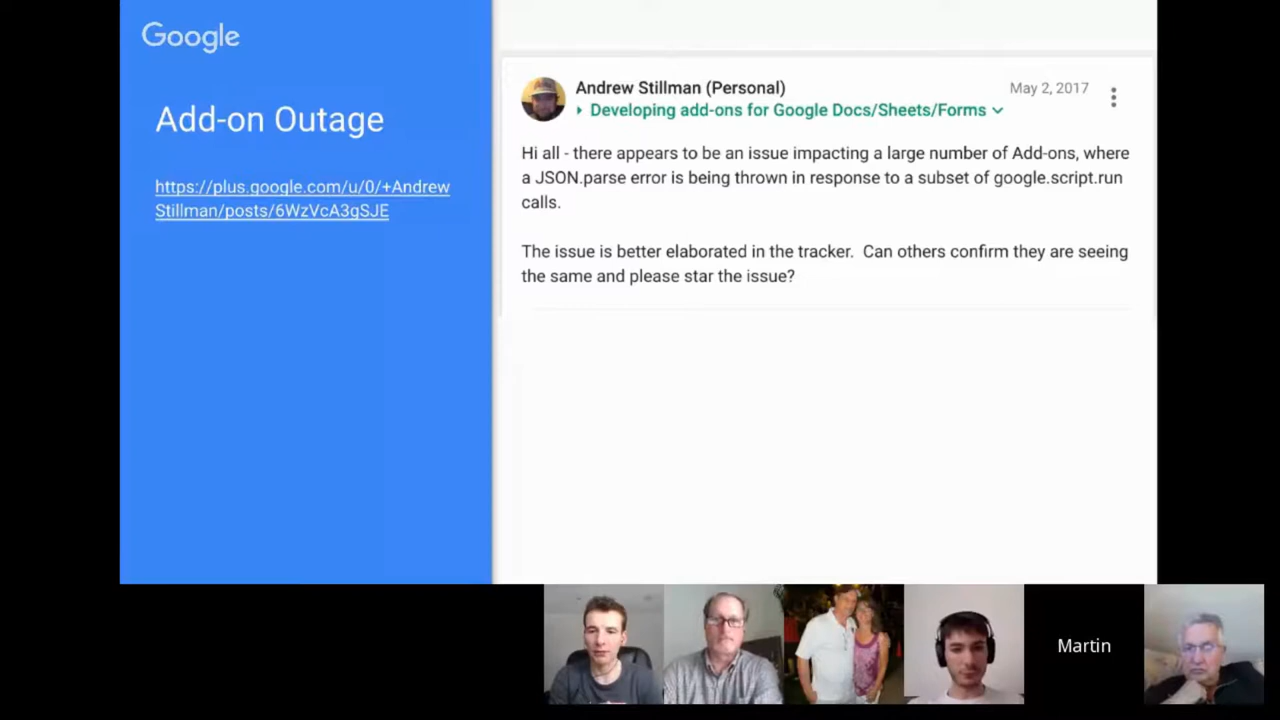 Google
Add-on Outage
https://plus.google.com/u/0/+Andrew
Stillman/posts/6WzVcA3gSJE
Andrew Stillman (Personal)
May 2, 2017
Developing add-ons for Google Docs/Sheets/Forms
Hi all - there appears to be an issue impacting a large number of Add-ons, where
a JSON.parse error is being thrown in response to a subset of google.script.run
calls.
The issue is better elaborated in the tracker.  Can others confirm they are seeing
the same and please star the issue?
Martin